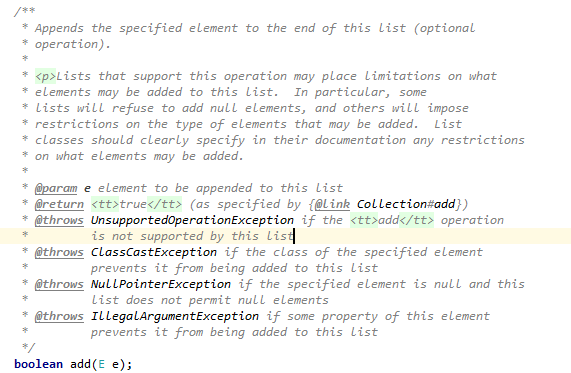 /**
 * Appends the specified element to the end of this list (optional
 * operation).
 *
 * <p>Lists that support this operation may place limitations on what
 * elements may be added to this list.  In particular, some
 * lists will refuse to add null elements, and others will impose
 * restrictions on the type of elements that may be added.  List
 * classes should clearly specify in their documentation any restrictions
 * on what elements may be added.
 *
 * @param e element to be appended to this list
 * @return <tt>true</tt> (as specified by {@link Collection#add})
 * @throws UnsupportedOperationException if the <tt>add</tt> operation
 *         is not supported by this list
 * @throws ClassCastException if the class of the specified element
 *         prevents it from being added to this list
 * @throws NullPointerException if the specified element is null and this
 *         list does not permit null elements
 * @throws IllegalArgumentException if some property of this element
 *         prevents it from being added to this list
 */
boolean add(E e);